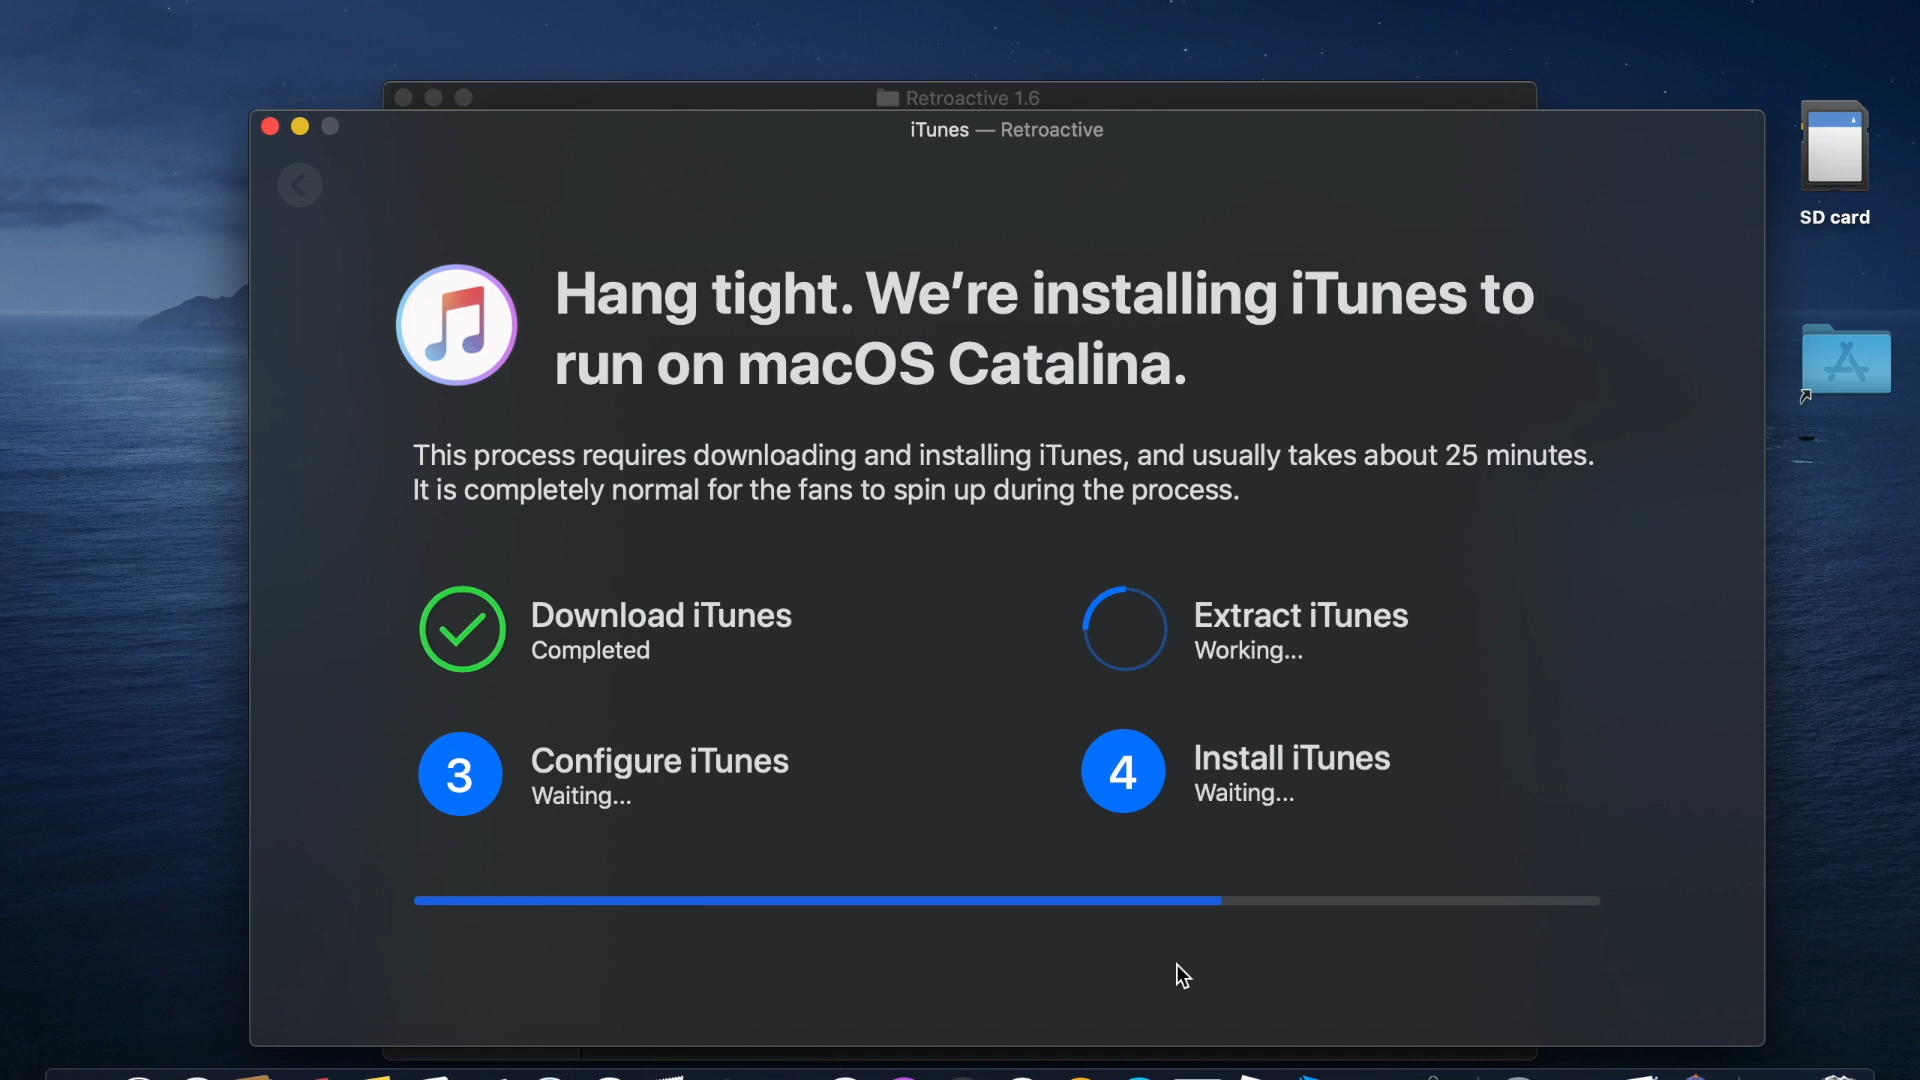 Retroactive 1.6
iTunes — Retroactive
SD card
Hang tight. We're installing iTunes to
run on macOS Catalina.
This process requires downloading and installing iTunes, and usually takes about 25 minutes.
It is completely normal for the fans to spin up during the process.
Download iTunes
Completed
Extract iTunes
Working...
3
Configure iTunes
Waiting...
4
Install iTunes
Waiting...